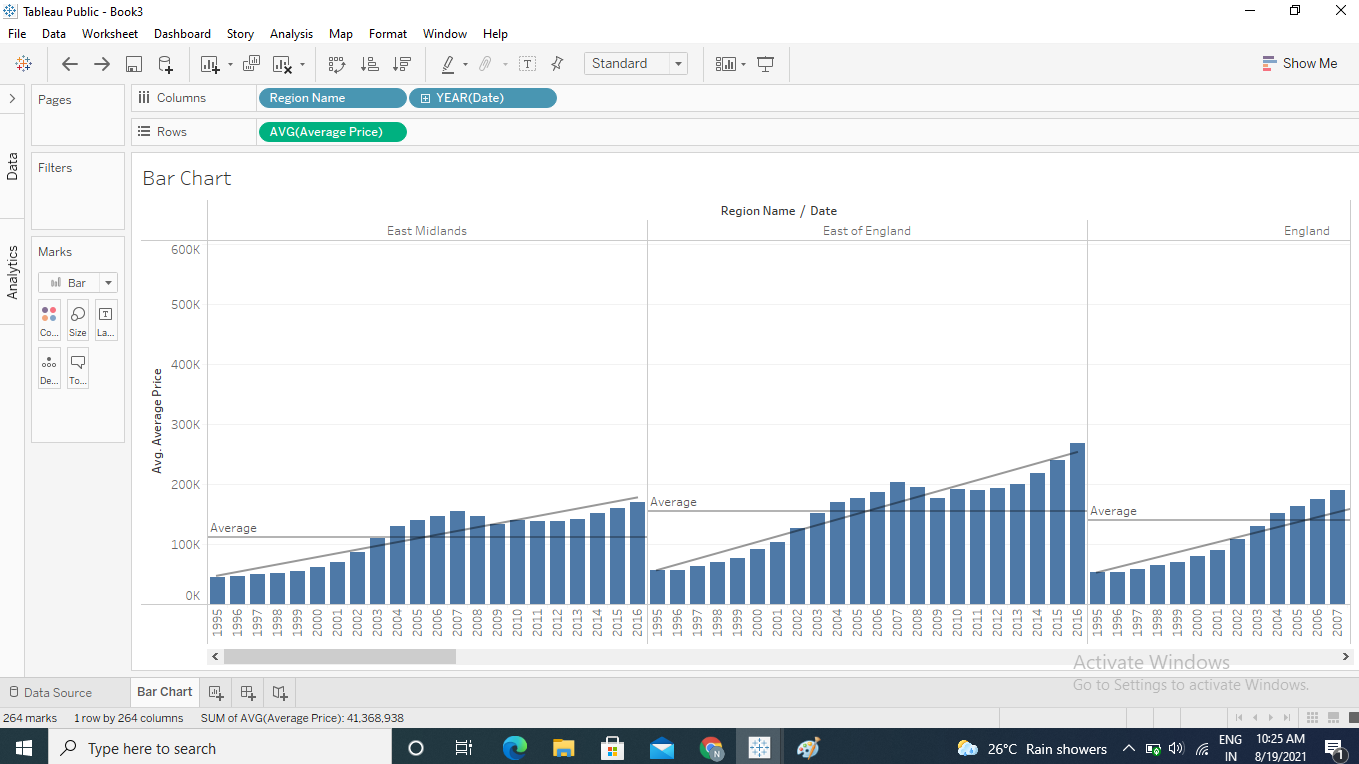 Tableau Public - Book3
File Data Worksheet Dashboard Story Analysis Map Format Window Help
Standard
Show Me
Pages
Columns Region Name YEAR(Date)
Rows AVG(Average Price)
Data
Analytics
Filters
Marks
Bar
Co... Size La...
De... To...
Bar Chart
Region Name / Date
East Midlands East of England England
Avg. Average Price
600K
500K
400K
300K
200K
100K
0K
Average Average Average
1995 1996 1997 1998 1999 2000 2001 2002 2003 2004 2005 2006 2007 2008 2009 2010 2011 2012 2013 2014 2015 2016 1995 1996 1997 1998 1999 2000 2001 2002 2003 2004 2005 2006 2007 2008 2009 2010 2011 2012 2013 2014 2015 2016 1995 1996 1997 1998 1999 2000 2001 2002 2003 2004 2005 2006 2007
Activate Windows
Go to Settings to activate Windows.
Data Source Bar Chart
264 marks 1 row by 264 columns SUM of AVG(Average Price): 41,368,938
Type here to search
N
26°C Rain showers
ENG
IN
10:25 AM
8/19/2021
1